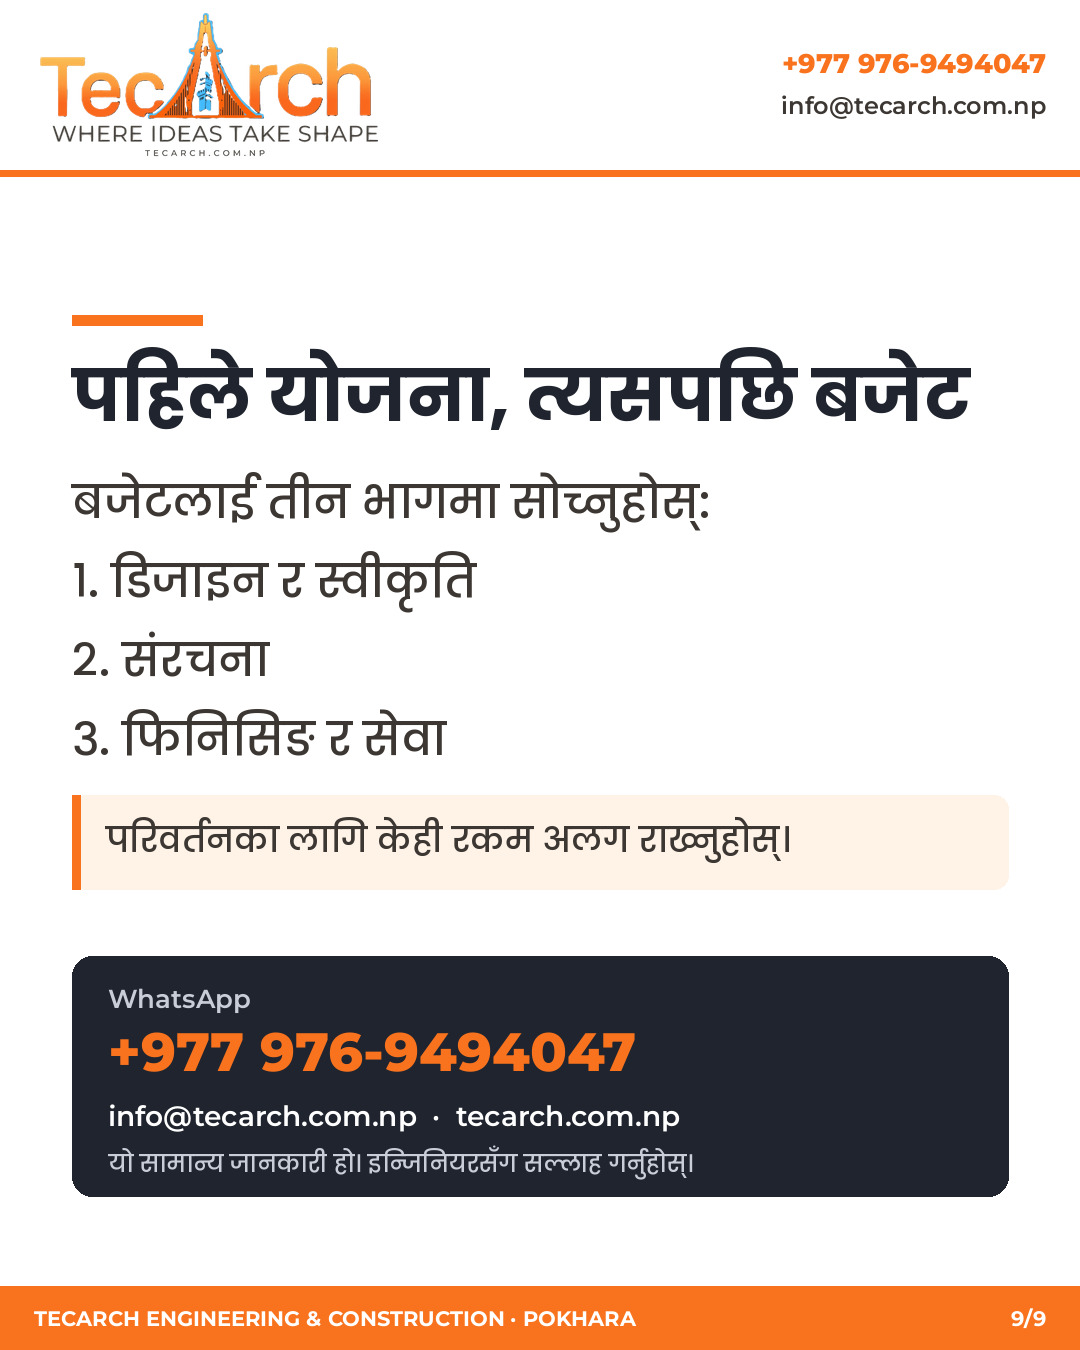 TecArch
WHERE IDEAS TAKE SHAPE
TECARCH.COM.NP
+977 976-9494047
info@tecarch.com.np
पहिले योजना, त्यसपछि बजेट
बजेटलाई तीन भागमा सोच्नुहोस्:
1. डिजाइन र स्वीकृति
2. संरचना
3. फिनिसिङ र सेवा
परिवर्तनका लागि केही रकम अलग राख्नुहोस्।
WhatsApp
+977 976-9494047
info@tecarch.com.np · tecarch.com.np
यो सामान्य जानकारी हो। इन्जिनियरसँग सल्लाह गर्नुहोस्।
TECARCH ENGINEERING & CONSTRUCTION · POKHARA
9/9